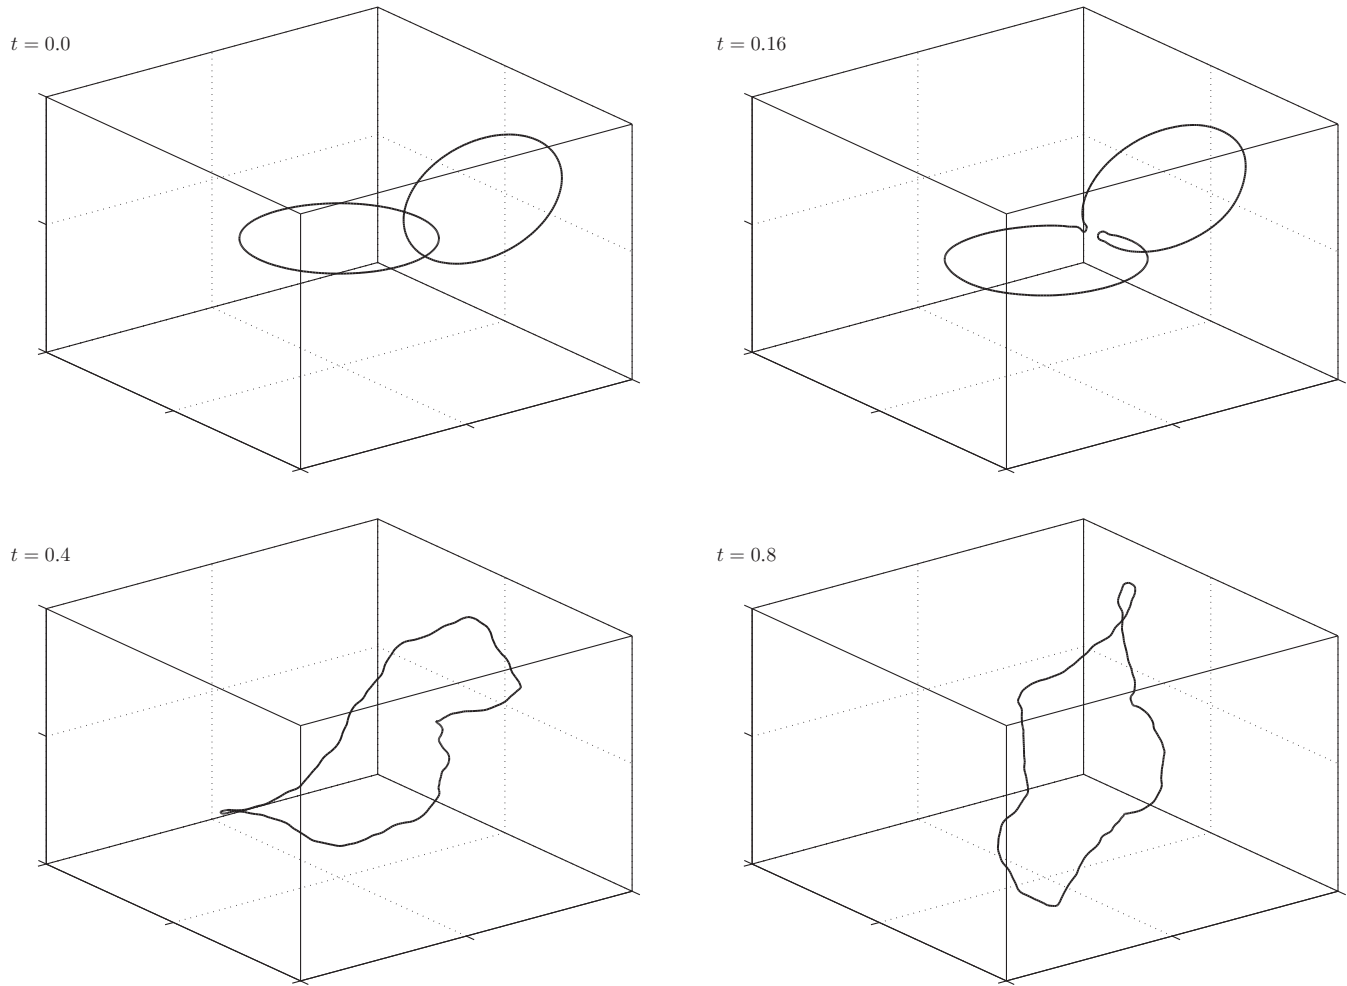 t = 0.0
t = 0.16
t = 0.4
t = 0.8